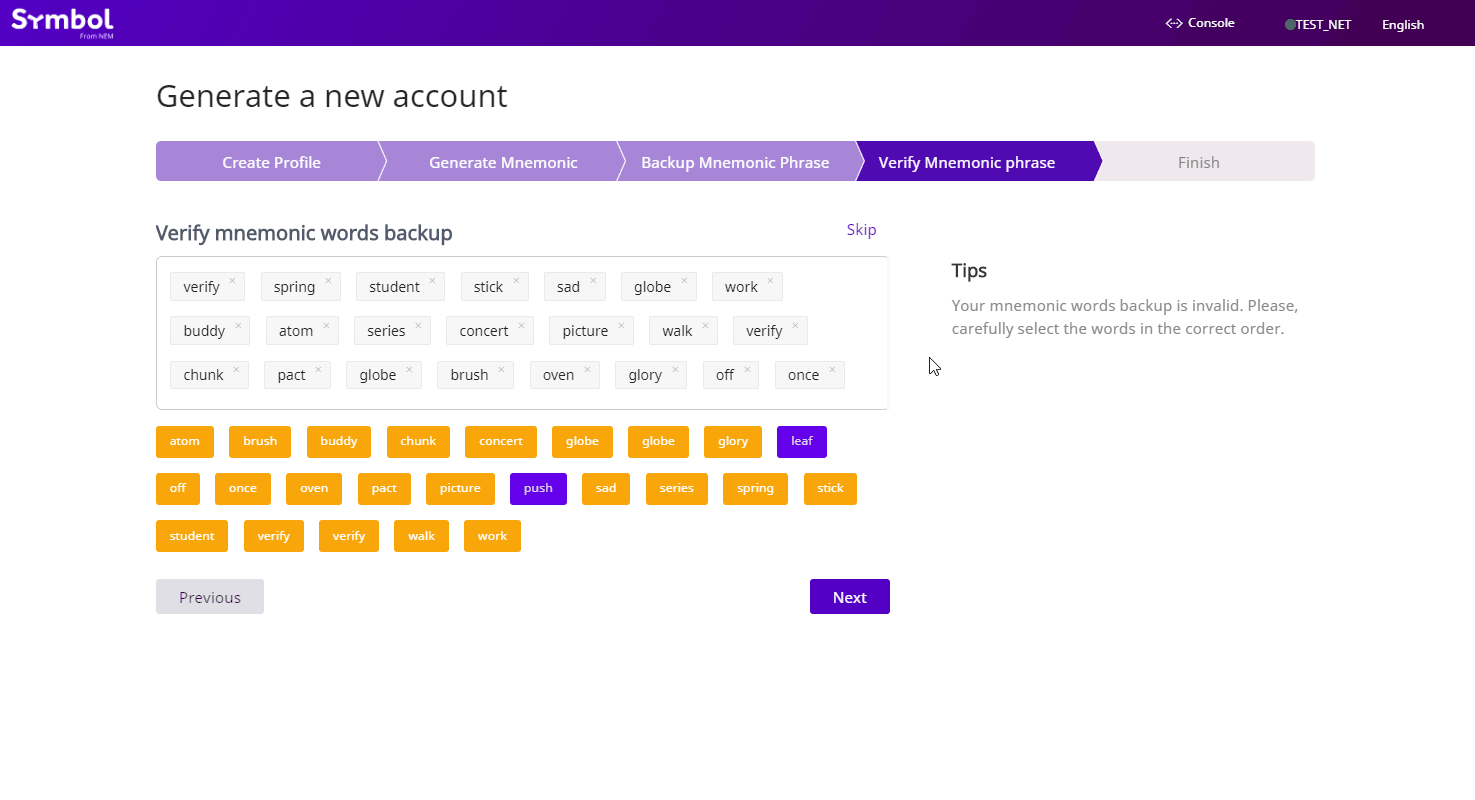 Symbol
From NEM
Console TEST_NET English
Generate a new account
Create Profile Generate Mnemonic Backup Mnemonic Phrase Verify Mnemonic phrase Finish
Verify mnemonic words backup Skip
verify × spring × student × stick × sad × globe × work ×
buddy × atom × series × concert × picture × walk × verify ×
chunk × pact × globe × brush × oven × glory × off × once ×
atom brush buddy chunk concert globe globe glory leaf
off once oven pact picture push sad series spring stick
student verify verify walk work
Previous Next
Tips
Your mnemonic words backup is invalid. Please,
carefully select the words in the correct order.